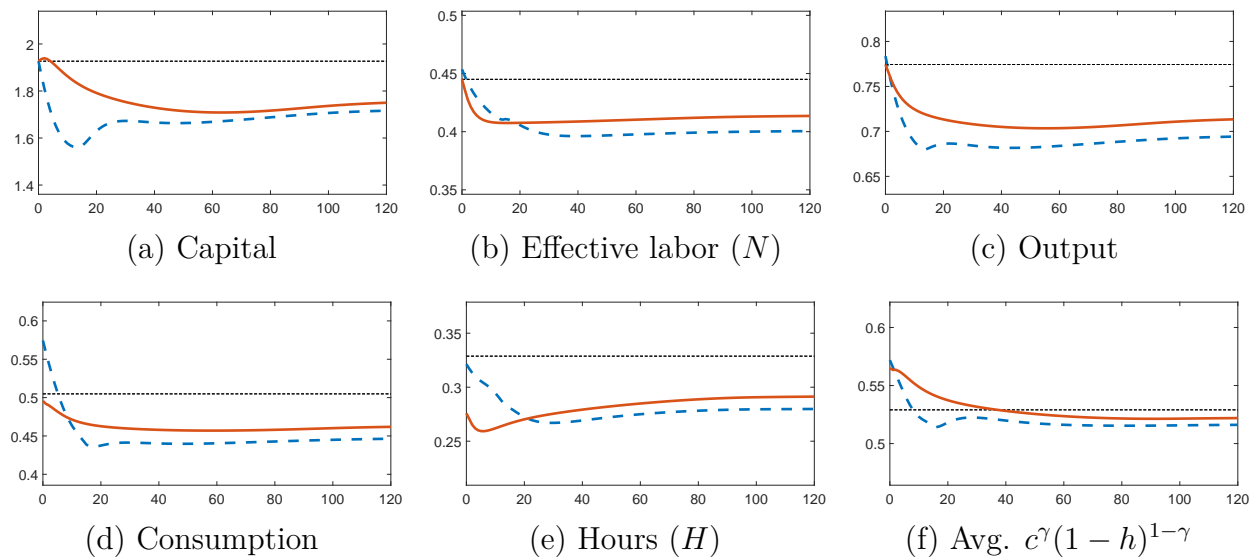 2
1.8
1.6
1.4
0 20 40 60 80 100 120
(a) Capital
0.5
0.45
0.4
0.35
0 20 40 60 80 100 120
(b) Effective labor (N)
0.8
0.75
0.7
0.65
0 20 40 60 80 100 120
(c) Output
0.6
0.55
0.5
0.45
0.4
0 20 40 60 80 100 120
(d) Consumption
0.35
0.3
0.25
0 20 40 60 80 100 120
(e) Hours (H)
0.6
0.55
0.5
0 20 40 60 80 100 120
(f) Avg. c^γ(1 − h)^{1−γ}